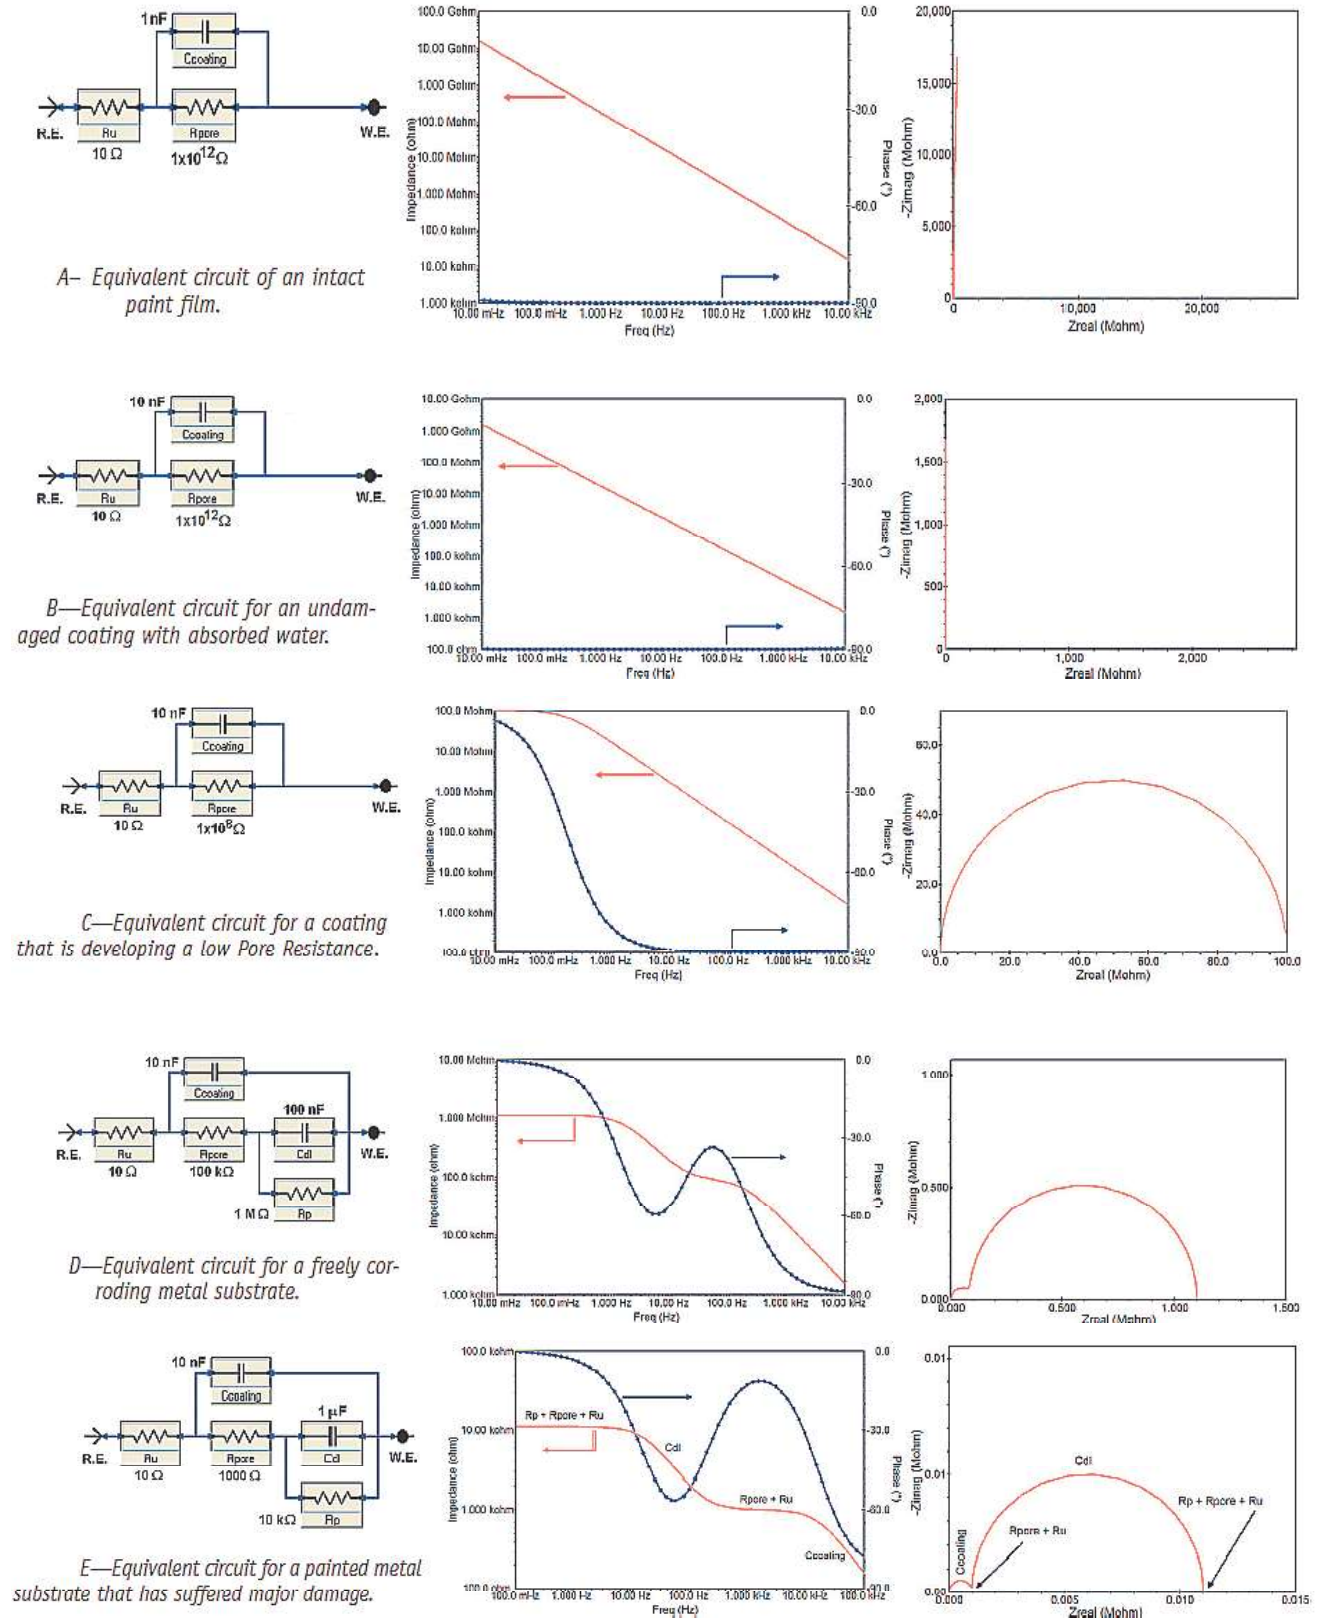 1nF
Ccoating
R.E.
Ru
10 Ω
Rpore
1x10¹²Ω
W.E.
A– Equivalent circuit of an intact
paint film.
100.0 Gohm
10.00 Gohm
1.000 Gohm
100.0 Mohm
10.00 Mohm
1.000 Mohm
100.0 kohm
10.00 kohm
1.000 kohm
Impedance (ohm)
0.0
-30.0
-60.0
-90.0
Phase (°)
10.00 mHz 100.0 mHz 1.000 Hz 10.00 Hz 100.0 Hz 1.000 kHz 10.00 kHz
Freq (Hz)
20,000
15,000
10,000
5,000
0
-Zimag (Mohm)
0 10,000 20,000
Zreal (Mohm)
10 nF
Ccoating
R.E.
Ru
10 Ω
Rpore
1x10¹²Ω
W.E.
B—Equivalent circuit for an undam-
aged coating with absorbed water.
10.00 Gohm
1.000 Gohm
100.0 Mohm
10.00 Mohm
1.000 Mohm
100.0 kohm
10.00 kohm
1.000 kohm
100.0 ohm
Impedance (ohm)
0.0
-30.0
-60.0
-90.0
Phase (°)
10.00 mHz 100.0 mHz 1.000 Hz 10.00 Hz 100.0 Hz 1.000 kHz 10.00 kHz
Freq (Hz)
2,000
1,500
1,000
500
0
-Zimag (Mohm)
0 1,000 2,000
Zreal (Mohm)
10 nF
Ccoating
R.E.
Ru
10 Ω
Rpore
1x10⁸Ω
W.E.
C—Equivalent circuit for a coating
that is developing a low Pore Resistance.
100.0 Mohm
10.00 Mohm
1.000 Mohm
100.0 kohm
10.00 kohm
1.000 kohm
100.0 ohm
Impedance (ohm)
0.0
-30.0
-60.0
-90.0
Phase (°)
10.00 mHz 100.0 mHz 1.000 Hz 10.00 Hz 100.0 Hz 1.000 kHz 10.00 kHz
Freq (Hz)
60.0
40.0
20.0
0.0
-Zimag (Mohm)
0.0 20.0 40.0 60.0 80.0 100.0
Zreal (Mohm)
10 nF
Ccoating
100 nF
Cdl
R.E.
Ru
10 Ω
Rpore
100 kΩ
W.E.
1 M Ω
Rp
D—Equivalent circuit for a freely cor-
roding metal substrate.
10.00 Mohm
1.000 Mohm
100.0 kohm
10.00 kohm
1.000 kohm
Impedance (ohm)
0.0
-30.0
-60.0
-90.0
Phase (°)
10.00 mHz 100.0 mHz 1.000 Hz 10.00 Hz 100.0 Hz 1.000 kHz 10.00 kHz
Freq (Hz)
1.000
0.500
0.000
-Zimag (Mohm)
0.000 0.500 1.000 1.500
Zreal (Mohm)
10 nF
Ccoating
1 µF
Cdl
R.E.
Ru
10 Ω
Rpore
1000 Ω
W.E.
10 kΩ
Rp
E—Equivalent circuit for a painted metal
substrate that has suffered major damage.
100.0 kohm
10.00 kohm
1.000 kohm
100.0 ohm
Impedance (ohm)
Rp + Rpore + Ru
Cdl
Rpore + Ru
Ccoating
0.0
-30.0
-60.0
-90.0
Phase (°)
100.0 mHz 1.000 Hz 10.00 Hz 100.0 Hz 1.000 kHz 10.00 kHz 100.0 kHz
Freq (Hz)
0.01
0.01
0.00
-Zimag (Mohm)
Cdl
Rp + Rpore + Ru
Rpore + Ru
Ccoating
0.000 0.005 0.010 0.015
Zreal (Mohm)